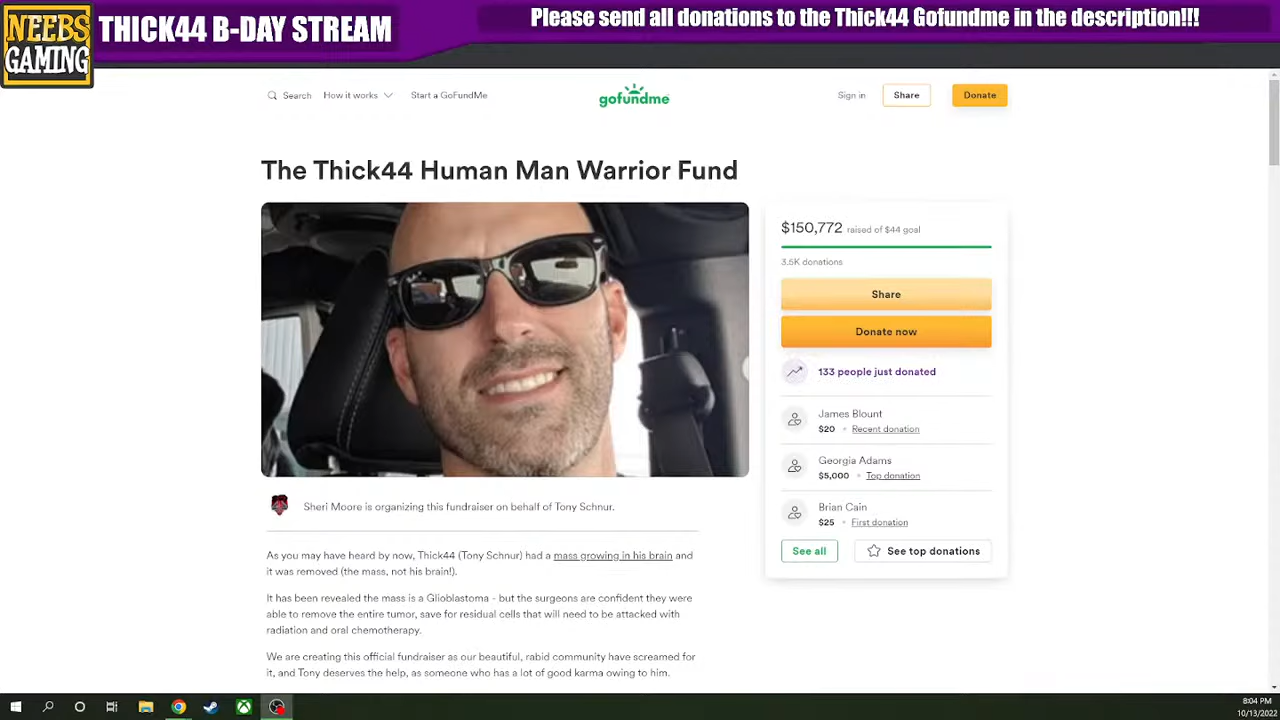 NEEBS
GAMING
THICK44 B-DAY STREAM
Please send all donations to the Thick44 Gofundme in the description!!!
Search How it works Start a GoFundMe
gofundme
Sign in Share Donate
The Thick44 Human Man Warrior Fund
$150,772 raised of $44 goal
3.5K donations
Share
Donate now
133 people just donated
James Blount
$20 • Recent donation
Georgia Adams
$5,000 • Top donation
Brian Cain
$25 • First donation
See all See top donations
Sheri Moore is organizing this fundraiser on behalf of Tony Schnur.
As you may have heard by now, Thick44 (Tony Schnur) had a mass growing in his brain and
it was removed (the mass, not his brain!).
It has been revealed the mass is a Glioblastoma - but the surgeons are confident they were
able to remove the entire tumor, save for residual cells that will need to be attacked with
radiation and oral chemotherapy.
We are creating this official fundraiser as our beautiful, rabid community have screamed for
it, and Tony deserves the help, as someone who has a lot of good karma owing to him.
8:04 PM
10/13/2022